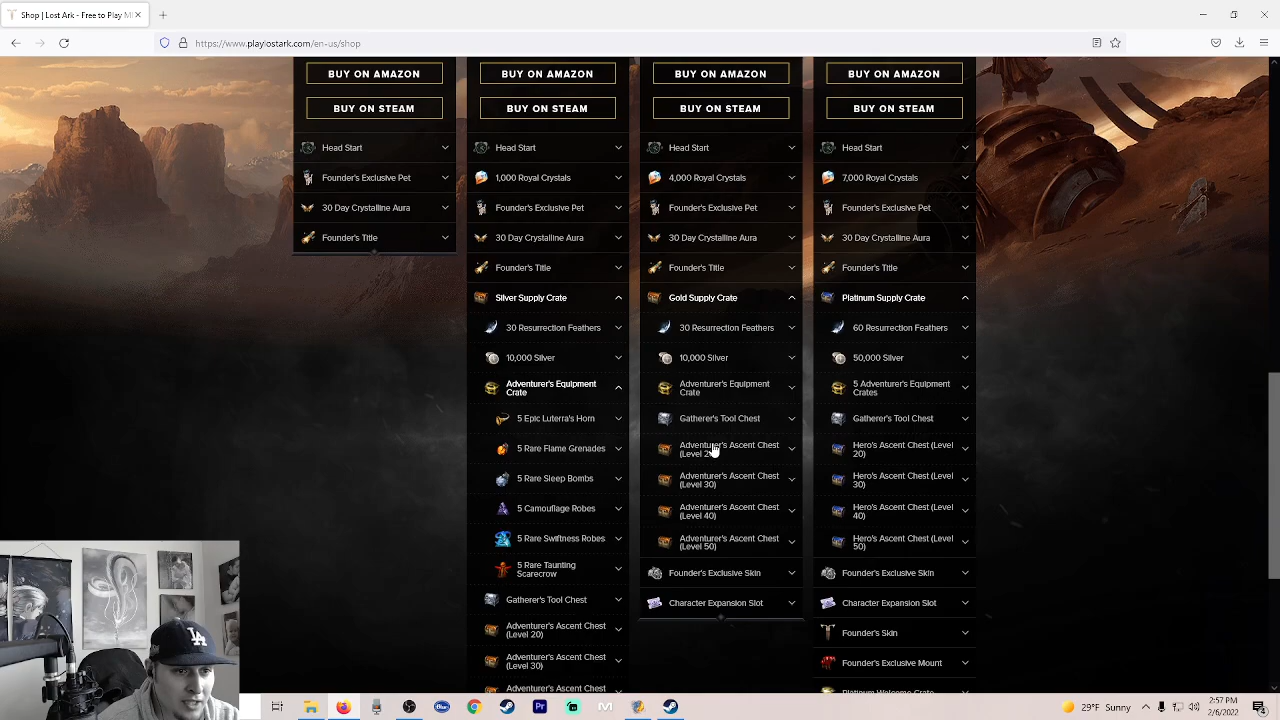 Shop | Lost Ark - Free to Play M
https://www.playlostark.com/en-us/shop
BUY ON AMAZON
BUY ON STEAM
Head Start
Founder's Exclusive Pet
30 Day Crystalline Aura
Founder's Title
BUY ON AMAZON
BUY ON STEAM
Head Start
1,000 Royal Crystals
Founder's Exclusive Pet
30 Day Crystalline Aura
Founder's Title
Silver Supply Crate
30 Resurrection Feathers
10,000 Silver
Adventurer's Equipment
Crate
5 Epic Luterra's Horn
5 Rare Flame Grenades
5 Rare Sleep Bombs
5 Camouflage Robes
5 Rare Swiftness Robes
5 Rare Taunting
Scarecrow
Gatherer's Tool Chest
Adventurer's Ascent Chest
(Level 20)
Adventurer's Ascent Chest
(Level 30)
Adventurer's Ascent Chest
BUY ON AMAZON
BUY ON STEAM
Head Start
4,000 Royal Crystals
Founder's Exclusive Pet
30 Day Crystalline Aura
Founder's Title
Gold Supply Crate
30 Resurrection Feathers
10,000 Silver
Adventurer's Equipment
Crate
Gatherer's Tool Chest
Adventurer's Ascent Chest
(Level 2
Adventurer's Ascent Chest
(Level 30)
Adventurer's Ascent Chest
(Level 40)
Adventurer's Ascent Chest
(Level 50)
Founder's Exclusive Skin
Character Expansion Slot
BUY ON AMAZON
BUY ON STEAM
Head Start
7,000 Royal Crystals
Founder's Exclusive Pet
30 Day Crystalline Aura
Founder's Title
Platinum Supply Crate
60 Resurrection Feathers
50,000 Silver
5 Adventurer's Equipment
Crates
Gatherer's Tool Chest
Hero's Ascent Chest (Level
20)
Hero's Ascent Chest (Level
30)
Hero's Ascent Chest (Level
40)
Hero's Ascent Chest (Level
50)
Founder's Exclusive Skin
Character Expansion Slot
Founder's Skin
Founder's Exclusive Mount
Platinum Welcome Crate
LA
Blue
Pr
29°F Sunny
2:57 PM
2/6/2022